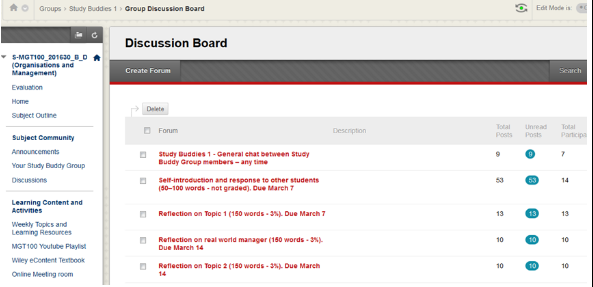 Groups > Study Buddies 1 > Group Discussion Board
Edit Mode is:
S-MGT100_201630_B_D
(Organisations and
Management)
Evaluation
Home
Subject Outline
Subject Community
Announcements
Your Study Buddy Group
Discussions
Learning Content and
Activities
Weekly Topics and
Learning Resources
MGT100 Youtube Playlist
Wiley eContent Textbook
Online Meeting room
Discussion Board
Create Forum
Search
Delete
Forum
Description
Total
Posts
Unread
Posts
Total
Participa
Study Buddies 1 - General chat between Study
Buddy Group members – any time
9
9
7
Self-introduction and response to other students
(50–100 words - not graded). Due March 7
53
53
14
Reflection on Topic 1 (150 words - 3%). Due March 7
13
13
13
Reflection on real world manager (150 words - 3%).
Due March 14
10
10
10
Reflection on Topic 2 (150 words - 3%). Due March
14
10
10
10